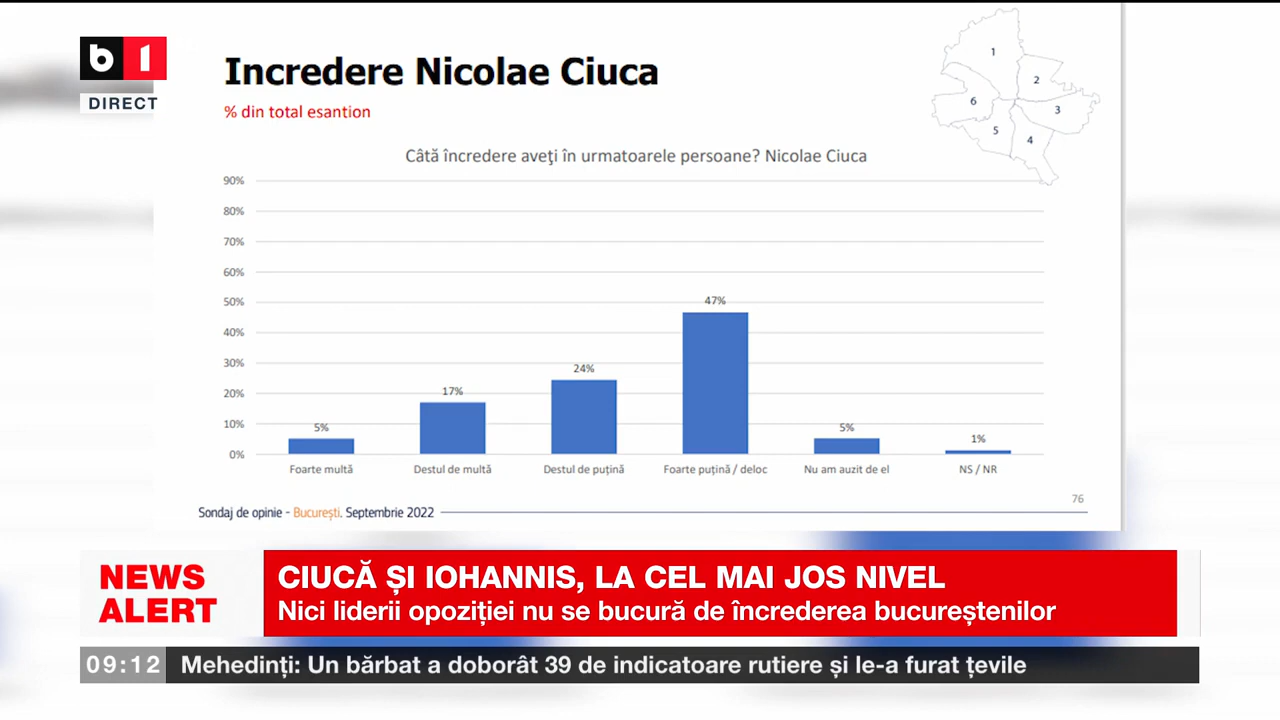 b1
DIRECT
Incredere Nicolae Ciuca
% din total esantion
1
2
3
4
5
6
Câtă încredere aveţi în urmatoarele persoane? Nicolae Ciuca
90%
80%
70%
60%
50%
40%
30%
20%
10%
0%
5%
17%
24%
47%
5%
1%
Foarte multă
Destul de multă
Destul de puţină
Foarte puţină / deloc
Nu am auzit de el
NS / NR
76
Sondaj de opinie - Bucureşti. Septembrie 2022
NEWS
ALERT
CIUCĂ ȘI IOHANNIS, LA CEL MAI JOS NIVEL
Nici liderii opoziției nu se bucură de încrederea bucureștenilor
09:12
Mehedinți: Un bărbat a doborât 39 de indicatoare rutiere și le-a furat țevile